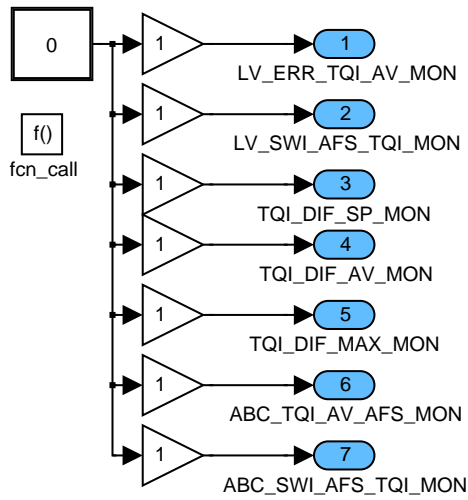 0
1
1
LV_ERR_TQI_AV_MON
1
2
LV_SWI_AFS_TQI_MON
f()
fcn_call
1
3
TQI_DIF_SP_MON
1
4
TQI_DIF_AV_MON
1
5
TQI_DIF_MAX_MON
1
6
ABC_TQI_AV_AFS_MON
1
7
ABC_SWI_AFS_TQI_MON